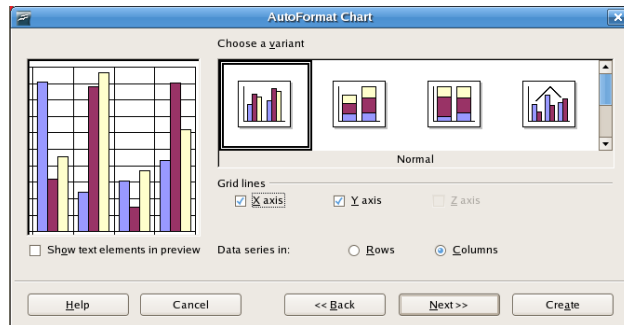 AutoFormat Chart
Choose a variant
Normal
Grid lines
X axis
Y axis
Z axis
Show text elements in preview
Data series in:
Rows
Columns
Help
Cancel
<< Back
Next >>
Create